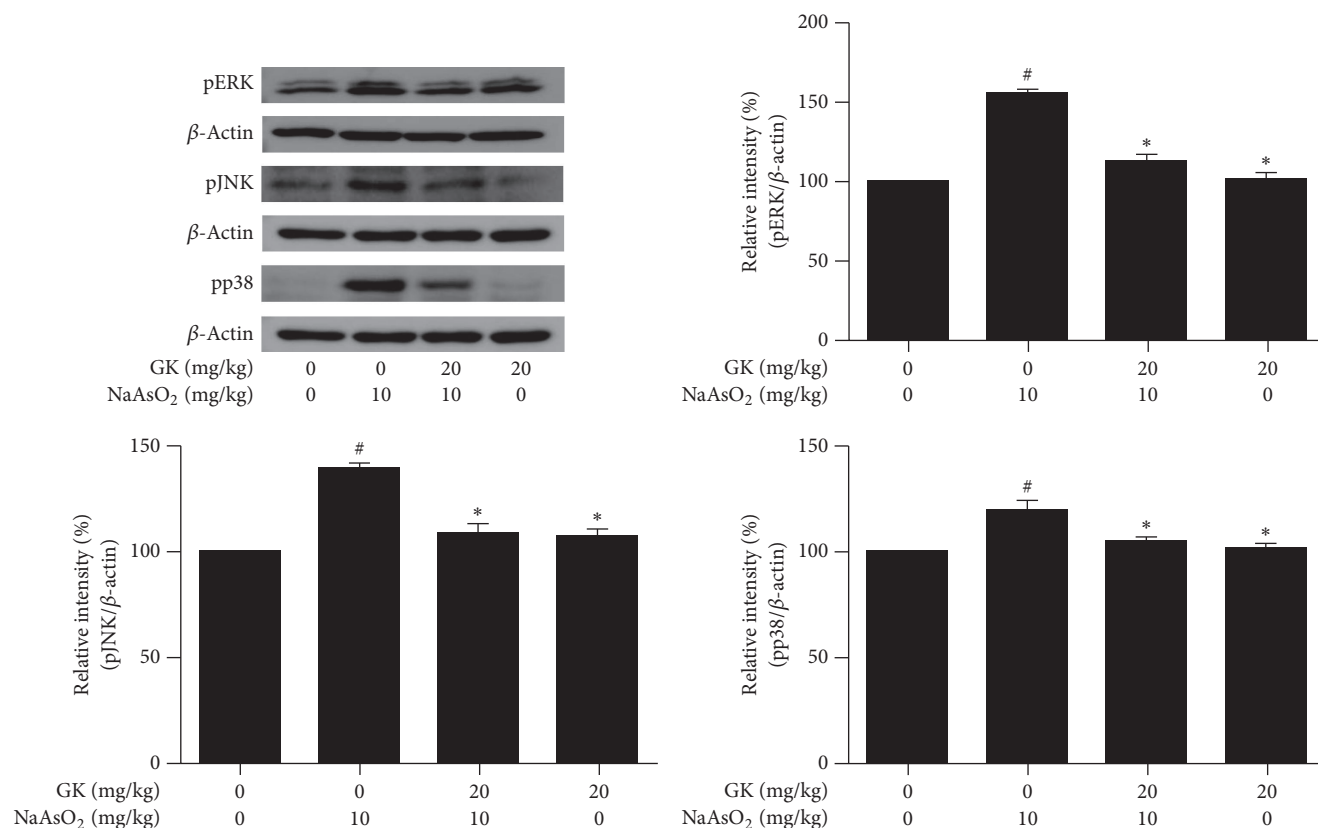 pERK
β-Actin
pJNK
β-Actin
pp38
β-Actin
GK (mg/kg) 0 0 20 20
NaAsO₂ (mg/kg) 0 10 10 0
200
150
100
50
0
Relative intensity (%)
(pERK/β-actin)
# * *
GK (mg/kg) 0 0 20 20
NaAsO₂ (mg/kg) 0 10 10 0
150
100
50
0
Relative intensity (%)
(pJNK/β-actin)
# * *
GK (mg/kg) 0 0 20 20
NaAsO₂ (mg/kg) 0 10 10 0
150
100
50
0
Relative intensity (%)
(pp38/β-actin)
# * *
GK (mg/kg) 0 0 20 20
NaAsO₂ (mg/kg) 0 10 10 0